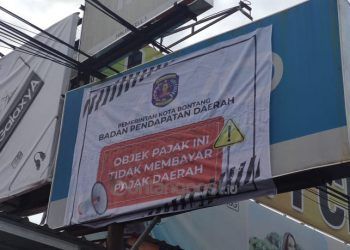 PEMERINTAH KOTA BONTANG
BADAN PENDAPATAN DAERAH
OBJEK PAJAK INI
TIDAK MEMBAYAR
PAJAK DAERAH